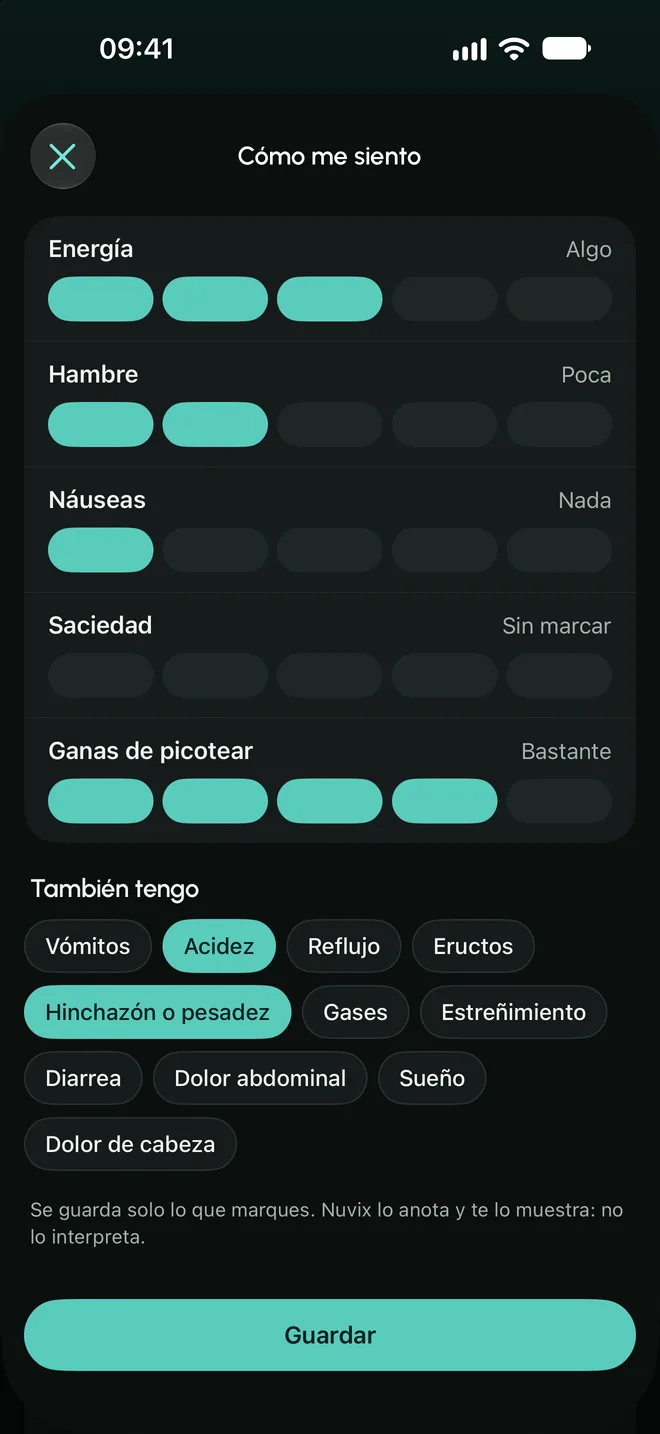 09:41
Cómo me siento
Energía
Algo
Hambre
Poca
Náuseas
Nada
Saciedad
Sin marcar
Ganas de picotear
Bastante
También tengo
Vómitos
Acidez
Reflujo
Eructos
Hinchazón o pesadez
Gases
Estreñimiento
Diarrea
Dolor abdominal
Sueño
Dolor de cabeza
Se guarda solo lo que marques. Nuvix lo anota y te lo muestra: no
lo interpreta.
Guardar